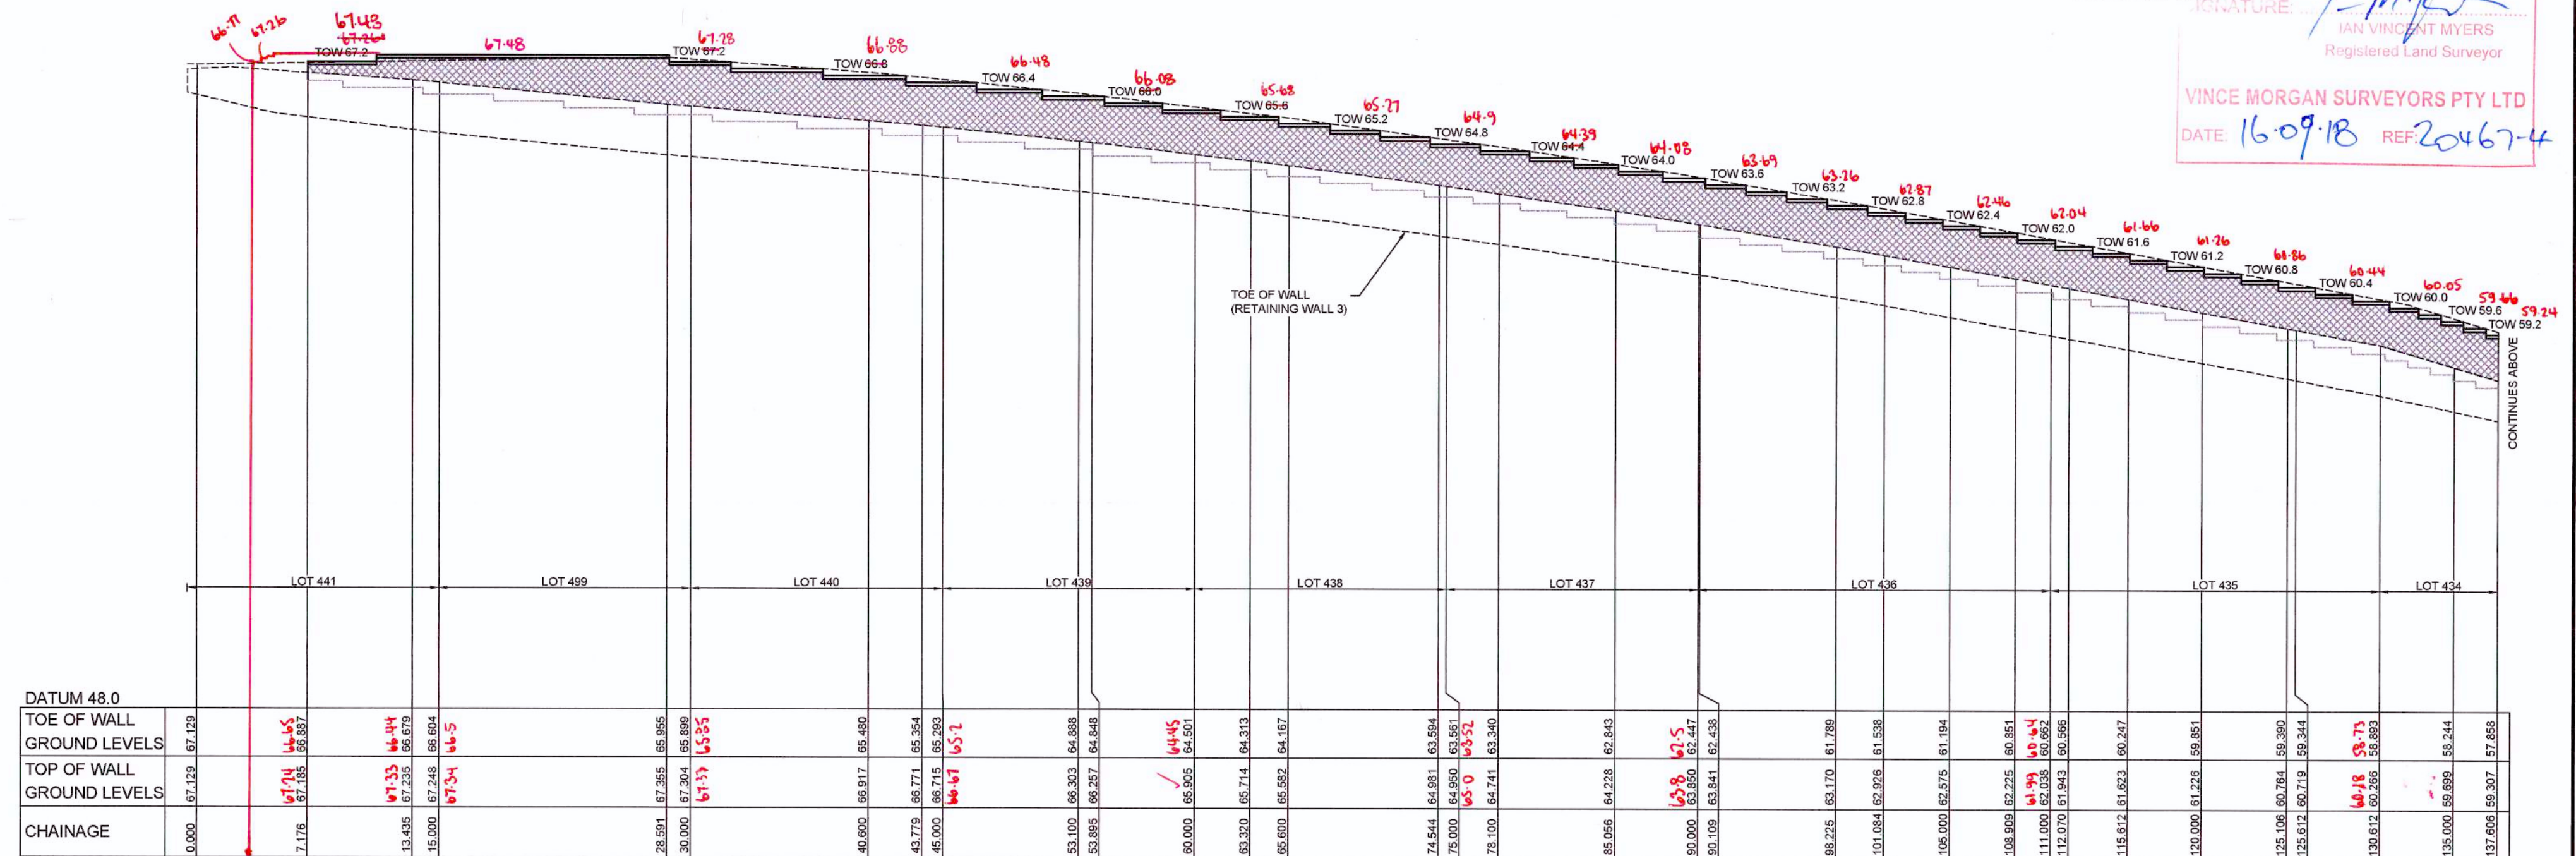 SIGNATURE:
IAN VINCENT MYERS
Registered Land Surveyor
VINCE MORGAN SURVEYORS PTY LTD
DATE: 16.09.18 REF: 20467-4
66.77 67.26 67.43 67.48 67.28 66.88 66.48 66.08 65.68 65.27 64.9 64.39 64.08 63.69 63.26 62.87 62.46 62.04 61.66 61.26 60.86 60.44 60.05 59.66 59.24
67.26
TOW 67.2 TOW 67.2 TOW 66.8 TOW 66.4 TOW 66.0 TOW 65.6 TOW 65.2 TOW 64.8 TOW 64.4 TOW 64.0 TOW 63.6 TOW 63.2 TOW 62.8 TOW 62.4 TOW 62.0 TOW 61.6 TOW 61.2 TOW 60.8 TOW 60.4 TOW 60.0 TOW 59.6 TOW 59.2
TOE OF WALL
(RETAINING WALL 3)
CONTINUES ABOVE
LOT 441 LOT 499 LOT 440 LOT 439 LOT 438 LOT 437 LOT 436 LOT 435 LOT 434
DATUM 48.0
TOE OF WALL
GROUND LEVELS
67.129 66.65 66.887 66.44 66.679 66.604 66.5 65.955 65.899 65.85 65.480 65.354 65.293 65.2 64.888 64.848 64.45 64.501 64.313 64.167 63.594 63.561 63.52 63.340 62.843 62.5 62.447 62.438 61.789 61.538 61.194 60.851 60.64 60.662 60.566 60.247 59.851 59.390 59.344 58.73 58.893 58.244 57.858
TOP OF WALL
GROUND LEVELS
67.129 67.24 67.185 67.33 67.235 67.248 67.34 67.355 67.304 67.33 66.917 66.771 66.715 66.67 66.303 66.257 65.905 65.714 65.582 64.981 64.950 65.0 64.741 64.228 63.8 63.850 63.841 63.170 62.926 62.575 62.225 61.99 62.038 61.943 61.623 61.226 60.764 60.719 60.18 60.266 59.699 59.307
CHAINAGE
0.000 7.176 13.435 15.000 28.591 30.000 40.600 43.779 45.000 53.100 53.895 60.000 63.320 65.600 74.544 75.000 78.100 85.056 90.000 90.109 98.225 101.084 105.000 108.909 111.000 112.070 115.612 120.000 125.106 125.612 130.612 135.000 137.606